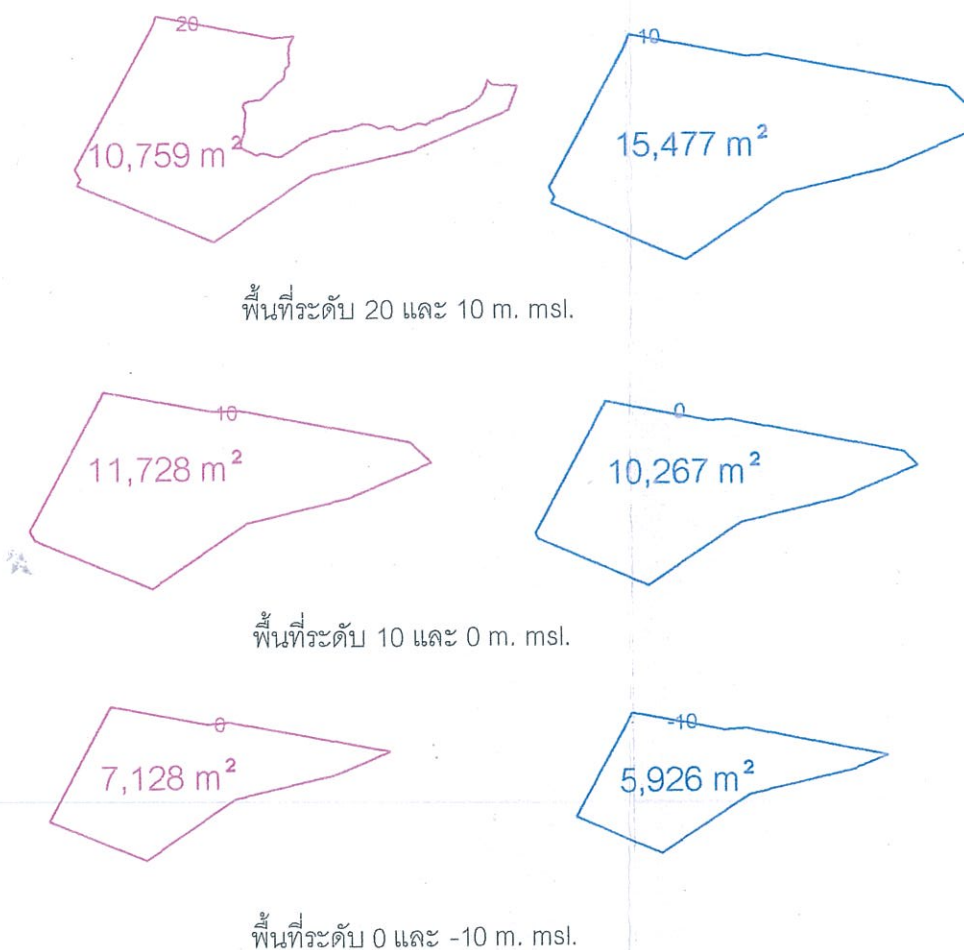 20
10
10,759 m²
15,477 m²
พื้นที่ระดับ 20 และ 10 m. msl.
10
0
11,728 m²
10,267 m²
พื้นที่ระดับ 10 และ 0 m. msl.
0
-10
7,128 m²
5,926 m²
พื้นที่ระดับ 0 และ -10 m. msl.